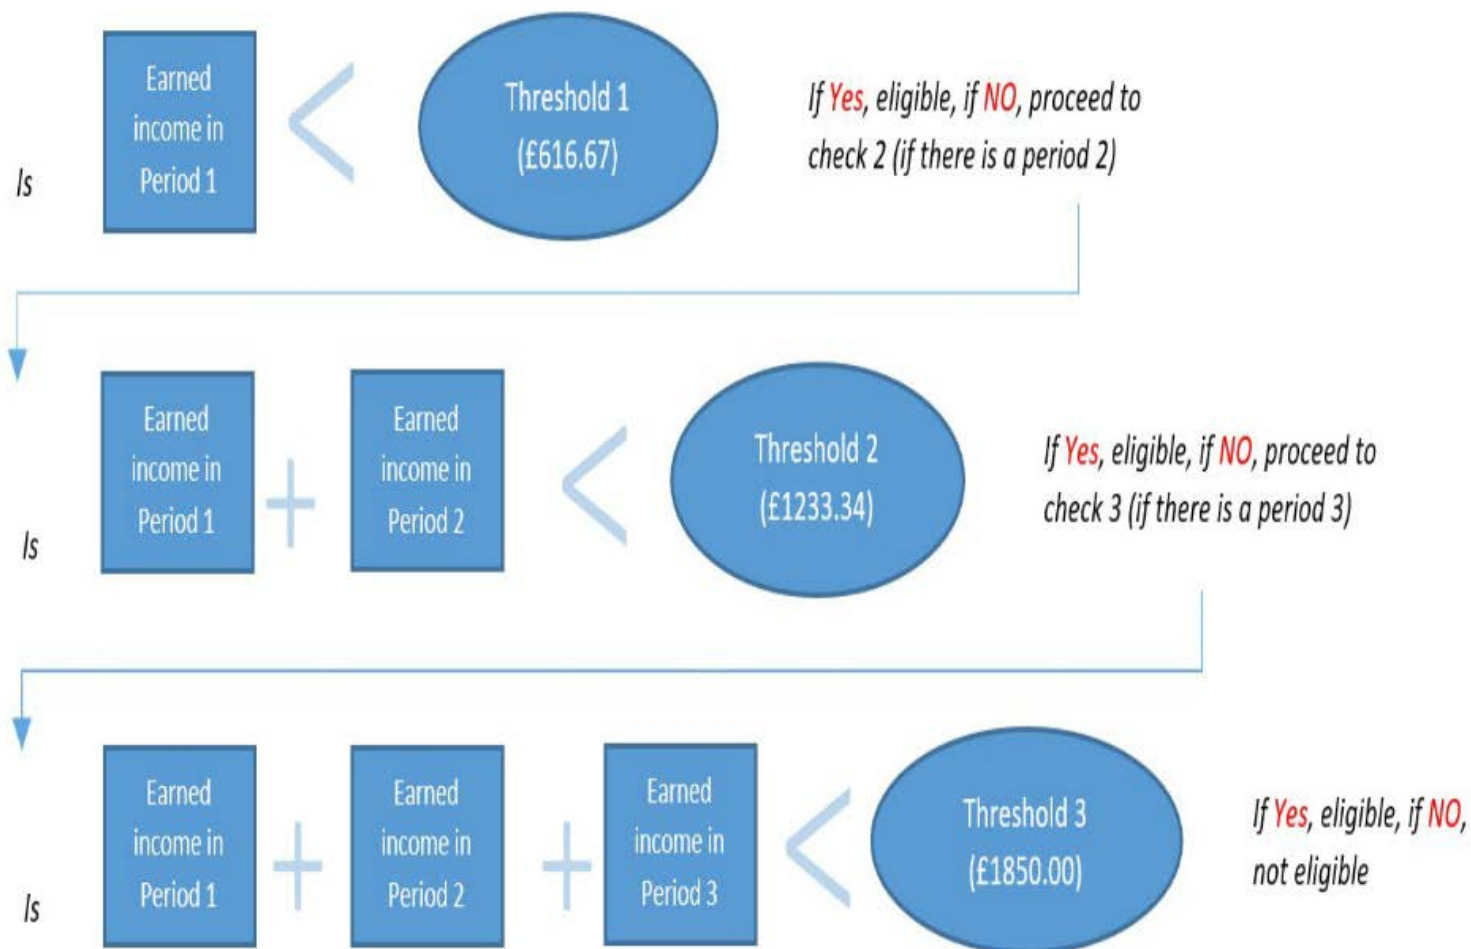 Is
Earned
income in
Period 1
<
Threshold 1
(£616.67)
If Yes, eligible, if NO, proceed to
check 2 (if there is a period 2)
Is
Earned
income in
Period 1
+
Earned
income in
Period 2
<
Threshold 2
(£1233.34)
If Yes, eligible, if NO, proceed to
check 3 (if there is a period 3)
Is
Earned
income in
Period 1
+
Earned
income in
Period 2
+
Earned
income in
Period 3
<
Threshold 3
(£1850.00)
If Yes, eligible, if NO,
not eligible